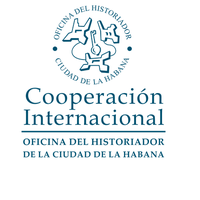 OFICINA DEL HISTORIADOR
CIUDAD DE LA HABANA
Cooperación
Internacional
OFICINA DEL HISTORIADOR
DE LA CIUDAD DE LA HABANA